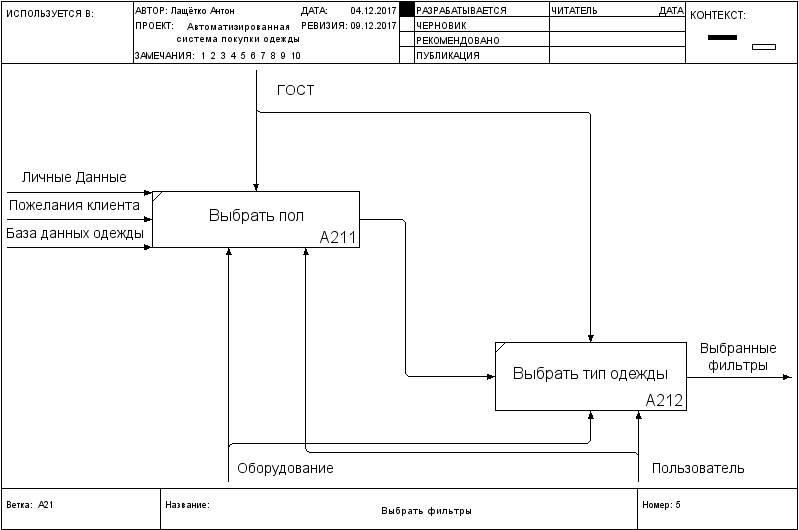 ИСПОЛЬЗУЕТСЯ В:
АВТОР: Лащётко Антон ДАТА: 04.12.2017
ПРОЕКТ: Автоматизированная система покупки одежды
РЕВИЗИЯ: 09.12.2017
ЗАМЕЧАНИЯ: 1 2 3 4 5 6 7 8 9 10
РАЗРАБАТЫВАЕТСЯ
ЧЕРНОВИК
РЕКОМЕНДОВАНО
ПУБЛИКАЦИЯ
ЧИТАТЕЛЬ ДАТА
КОНТЕКСТ:
ГОСТ
Личные Данные
Пожелания клиента
База данных одежды
Выбрать пол
A211
Выбрать тип одежды
A212
Выбранные
фильтры
Оборудование
Пользователь
Ветка: A21
Название:
Выбрать фильтры
Номер: 5